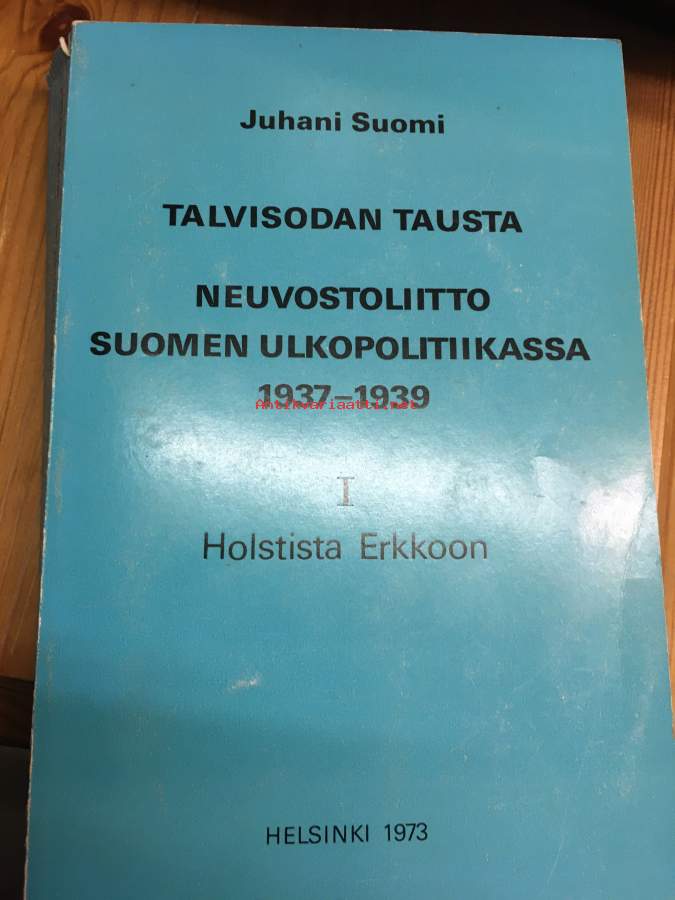 Juhani Suomi
TALVISODAN TAUSTA
NEUVOSTOLIITTO
SUOMEN ULKOPOLITIIKASSA
1937–1939
Antikvariaatti.net
I
Holstista Erkkoon
HELSINKI 1973